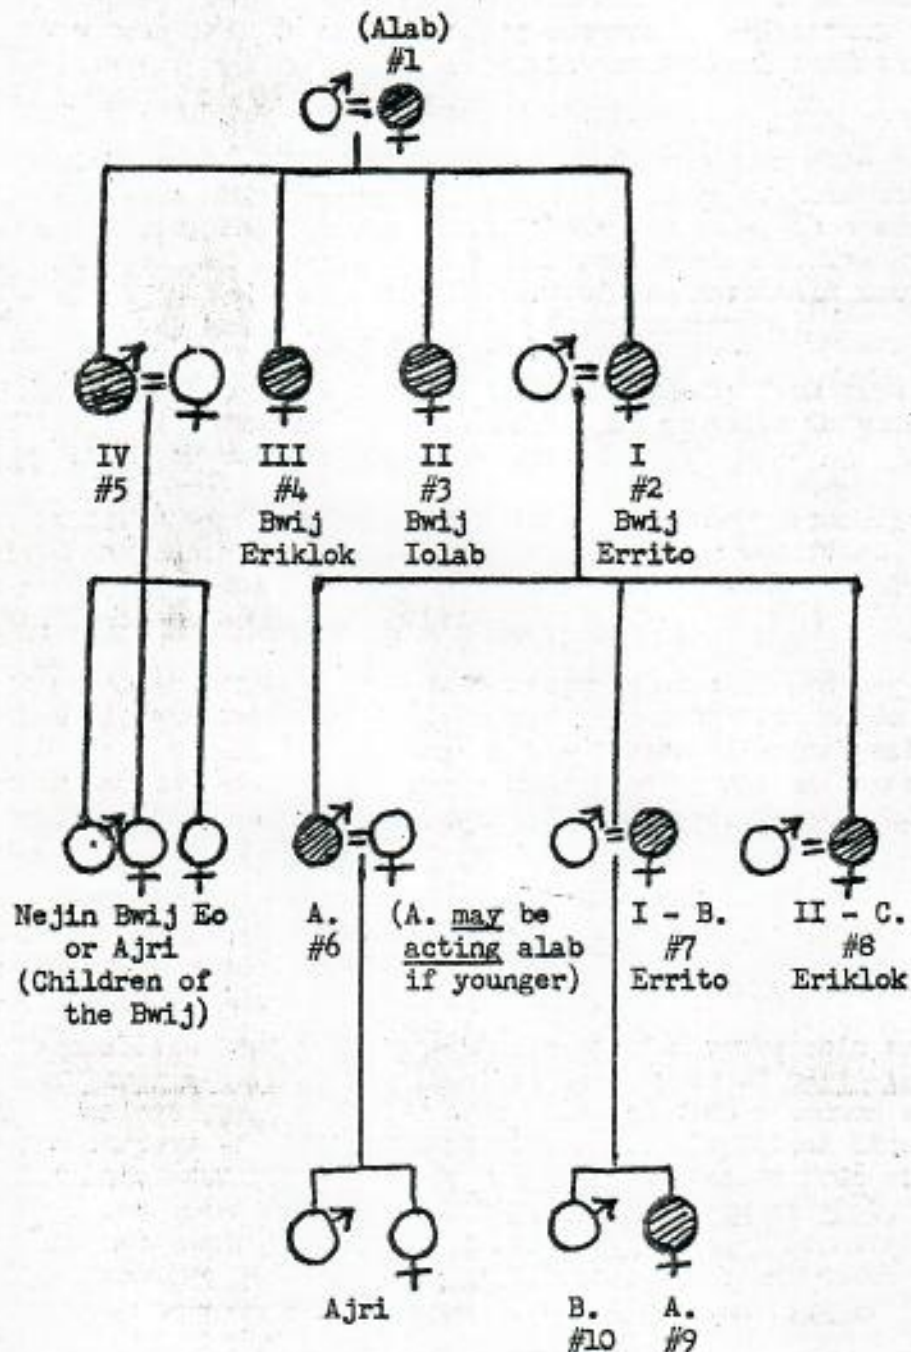 (Alab)
#1
IV
#5
III
#4
Bwij
Eriklok
II
#3
Bwij
Iolab
I
#2
Bwij
Errito
Nejin Bwij Eo
or Ajri
(Children of
the Bwij)
A.
#6
(A. may be
acting alab
if younger)
I - B.
#7
Errito
II - C.
#8
Eriklok
Ajri
B.
#10
A.
#9